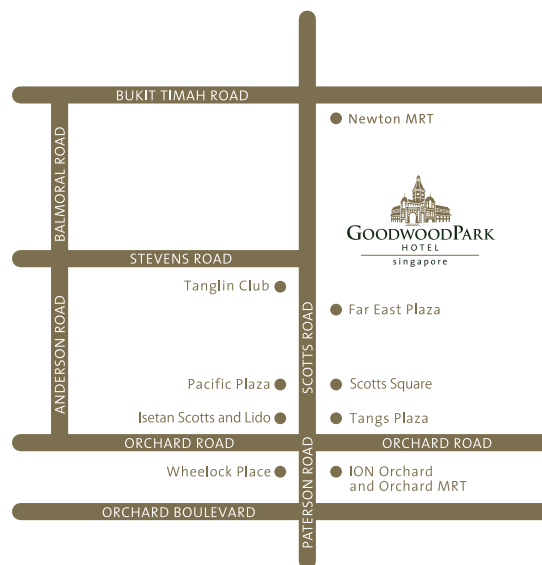 BUKIT TIMAH ROAD
Newton MRT
BALMORAL ROAD
GOODWOODPARK
HOTEL
singapore
STEVENS ROAD
Tanglin Club
Far East Plaza
ANDERSON ROAD
SCOTTS ROAD
Pacific Plaza
Scotts Square
Isetan Scotts and Lido
Tangs Plaza
ORCHARD ROAD
ORCHARD ROAD
PATERSON ROAD
Wheelock Place
ION Orchard
and Orchard MRT
ORCHARD BOULEVARD